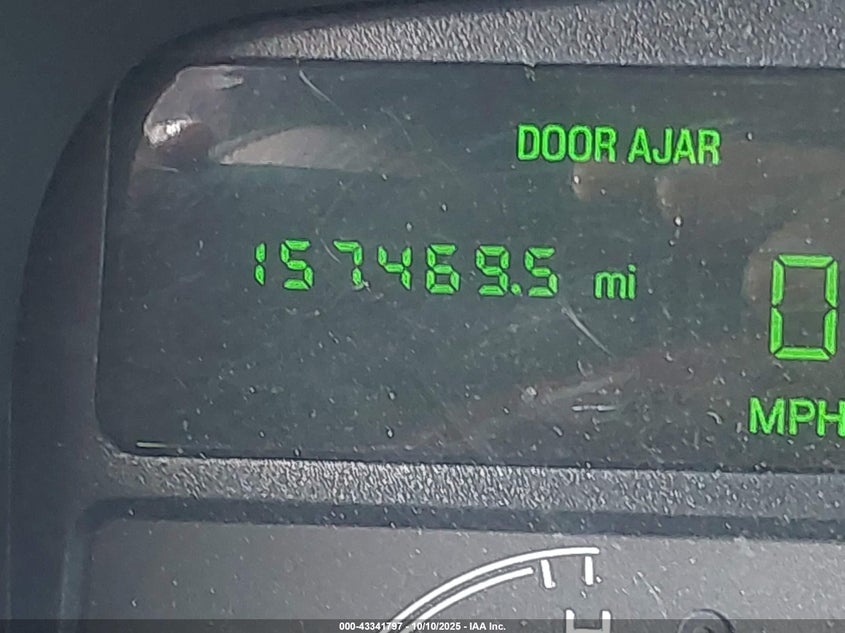 DOOR AJAR
157469.5 mi
0
MPH
H
000-43341797 - 10/10/2025 - IAA Inc.